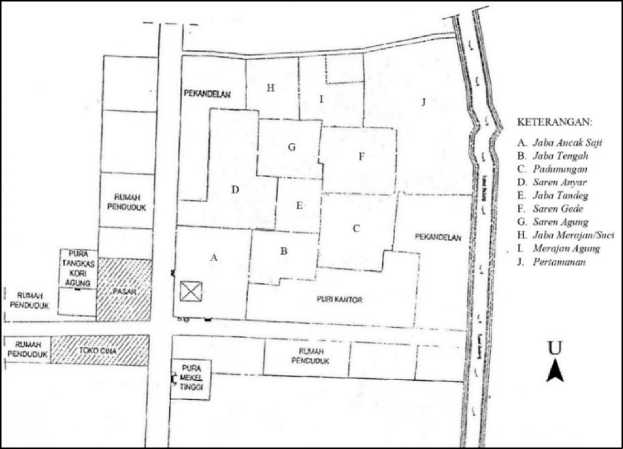 PEKANDELAN
H
I
J
G
F
D
E
C
RUMAH
PENDUDUK
PURA
TANGKAS
KORI
AGUNG
A
B
PEKANDELAN
RUMAH
PENDUDUK
PASAR
PURI KANTOR
RUMAH
PENDUDUK
TOKO CINA
RUMAH
PENDUDUK
PURA
MEKEL
TINGGI
KETERANGAN:
A. Jaba Ancak Saji
B. Jaba Tengah
C. Padunungan
D. Saren Anyar
E. Jaba Tandeg
F. Saren Gede
G. Saren Agung
H. Jaba Merajan/Suci
I. Merajan Agung
J. Pertamanan
U